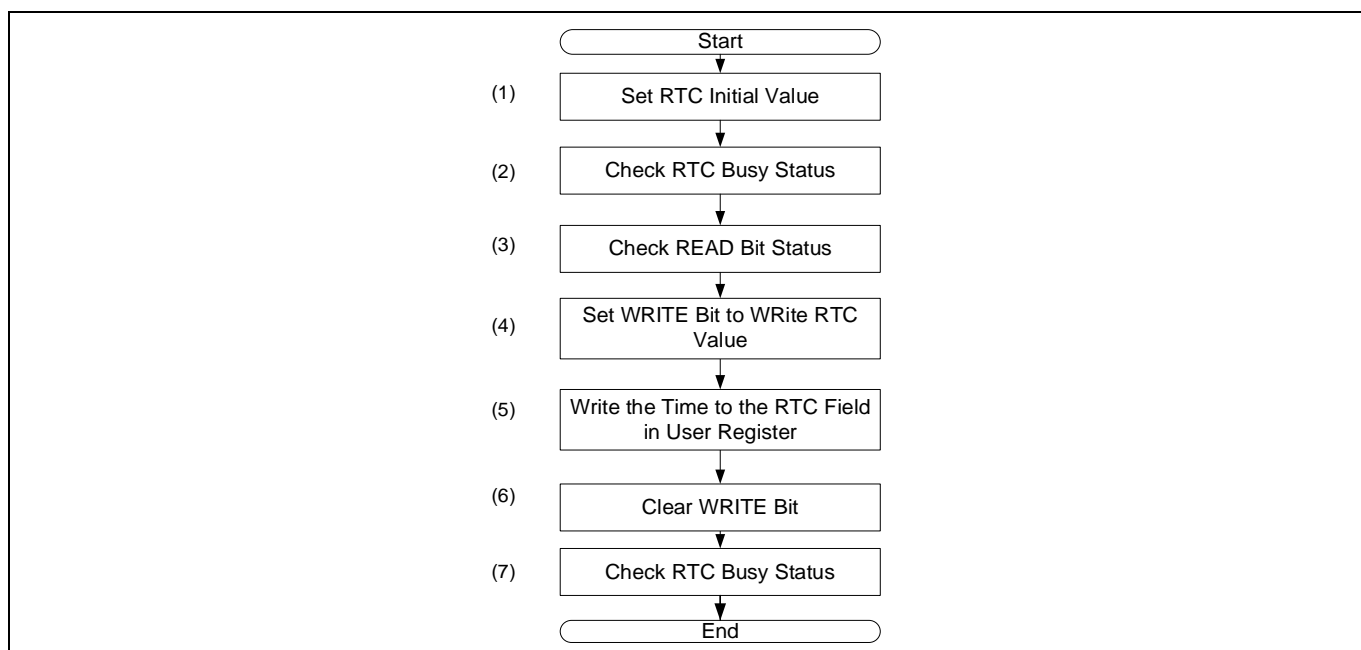 Start
(1)
Set RTC Initial Value
(2)
Check RTC Busy Status
(3)
Check READ Bit Status
(4)
Set WRITE Bit to WRite RTC
Value
(5)
Write the Time to the RTC Field
in User Register
(6)
Clear WRITE Bit
(7)
Check RTC Busy Status
End